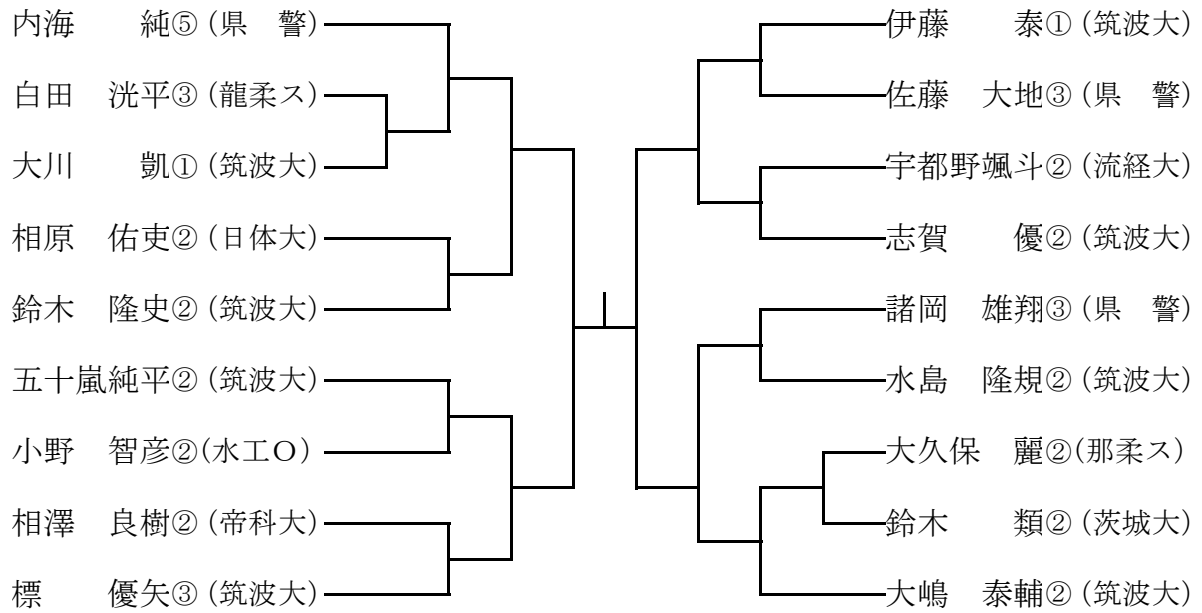 内海　　純⑤ (県　警)
白田　洸平③ (龍柔ス)
大川　　凱① (筑波大)
相原　佑吏② (日体大)
鈴木　隆史② (筑波大)
五十嵐純平② (筑波大)
小野　智彦② (水工Ｏ)
相澤　良樹② (帝科大)
標　　優矢③ (筑波大)
伊藤　　泰① (筑波大)
佐藤　大地③ (県　警)
宇都野颯斗② (流経大)
志賀　　優② (筑波大)
諸岡　雄翔③ (県　警)
水島　隆規② (筑波大)
大久保　麗② (那柔ス)
鈴木　　類② (茨城大)
大嶋　泰輔② (筑波大)